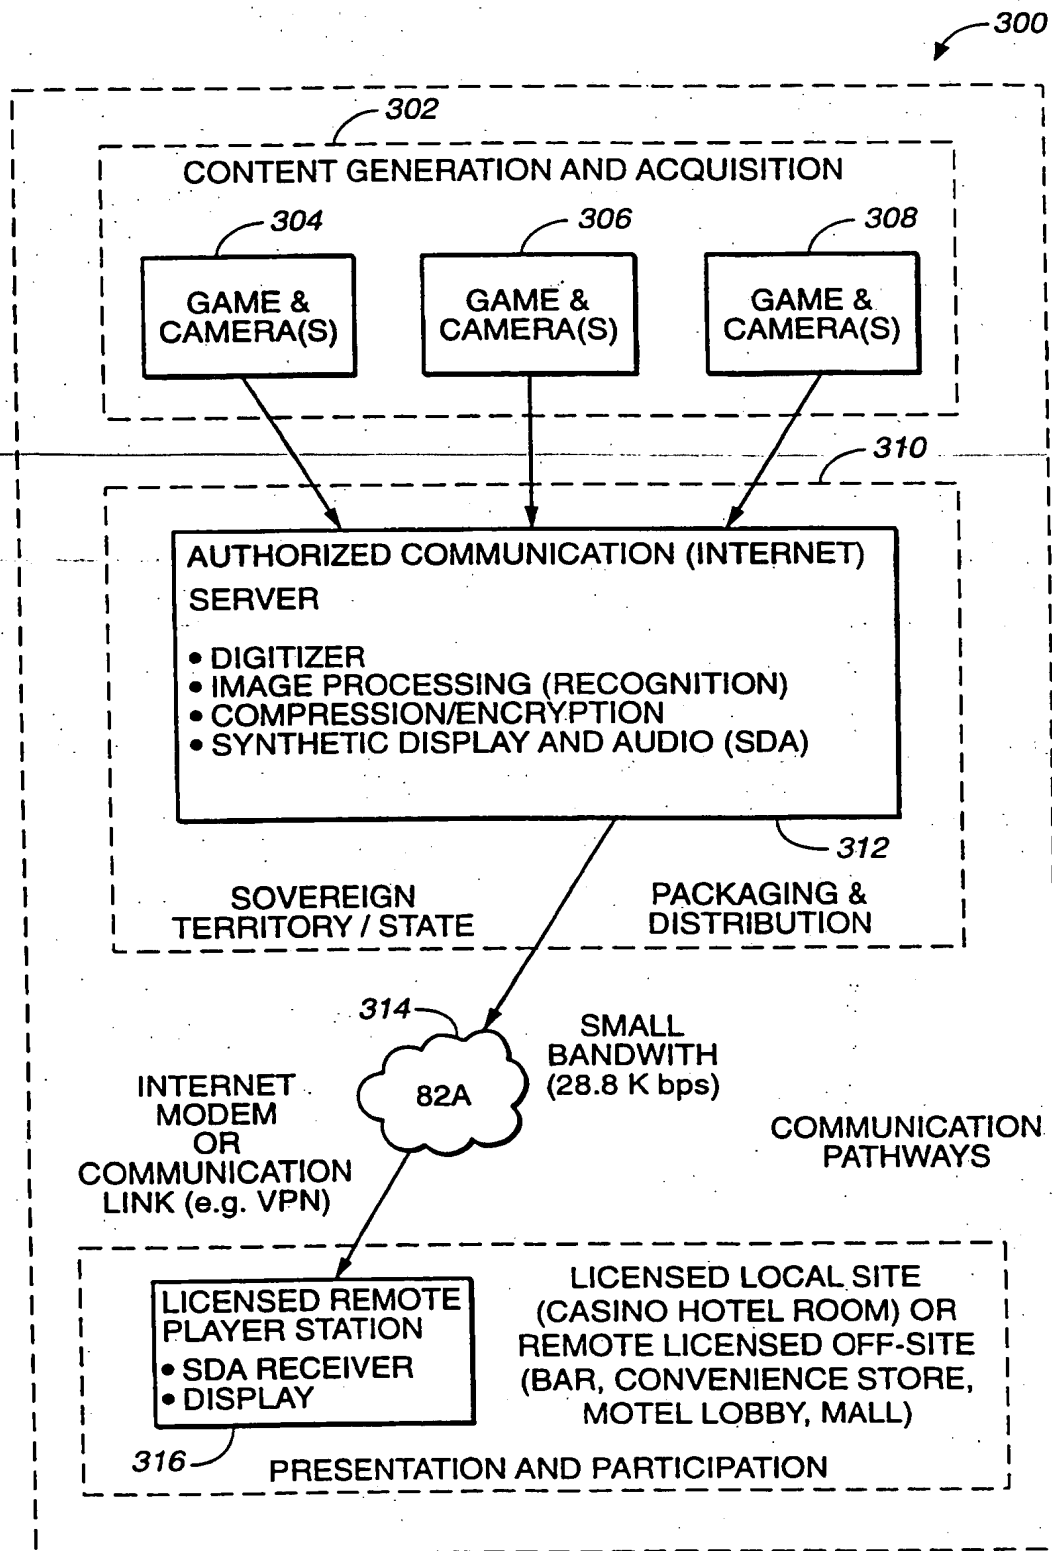 300
302
CONTENT GENERATION AND ACQUISITION
304
306
308
GAME &
CAMERA(S)
GAME &
CAMERA(S)
GAME &
CAMERA(S)
310
AUTHORIZED COMMUNICATION (INTERNET)
SERVER
• DIGITIZER
• IMAGE PROCESSING (RECOGNITION)
• COMPRESSION/ENCRYPTION
• SYNTHETIC DISPLAY AND AUDIO (SDA)
312
SOVEREIGN
TERRITORY / STATE
PACKAGING &
DISTRIBUTION
314
82A
SMALL
BANDWITH
(28.8 K bps)
INTERNET
MODEM
OR
COMMUNICATION
LINK (e.g. VPN)
COMMUNICATION
PATHWAYS
LICENSED REMOTE
PLAYER STATION
• SDA RECEIVER
• DISPLAY
316
LICENSED LOCAL SITE
(CASINO HOTEL ROOM) OR
REMOTE LICENSED OFF-SITE
(BAR, CONVENIENCE STORE,
MOTEL LOBBY, MALL)
PRESENTATION AND PARTICIPATION